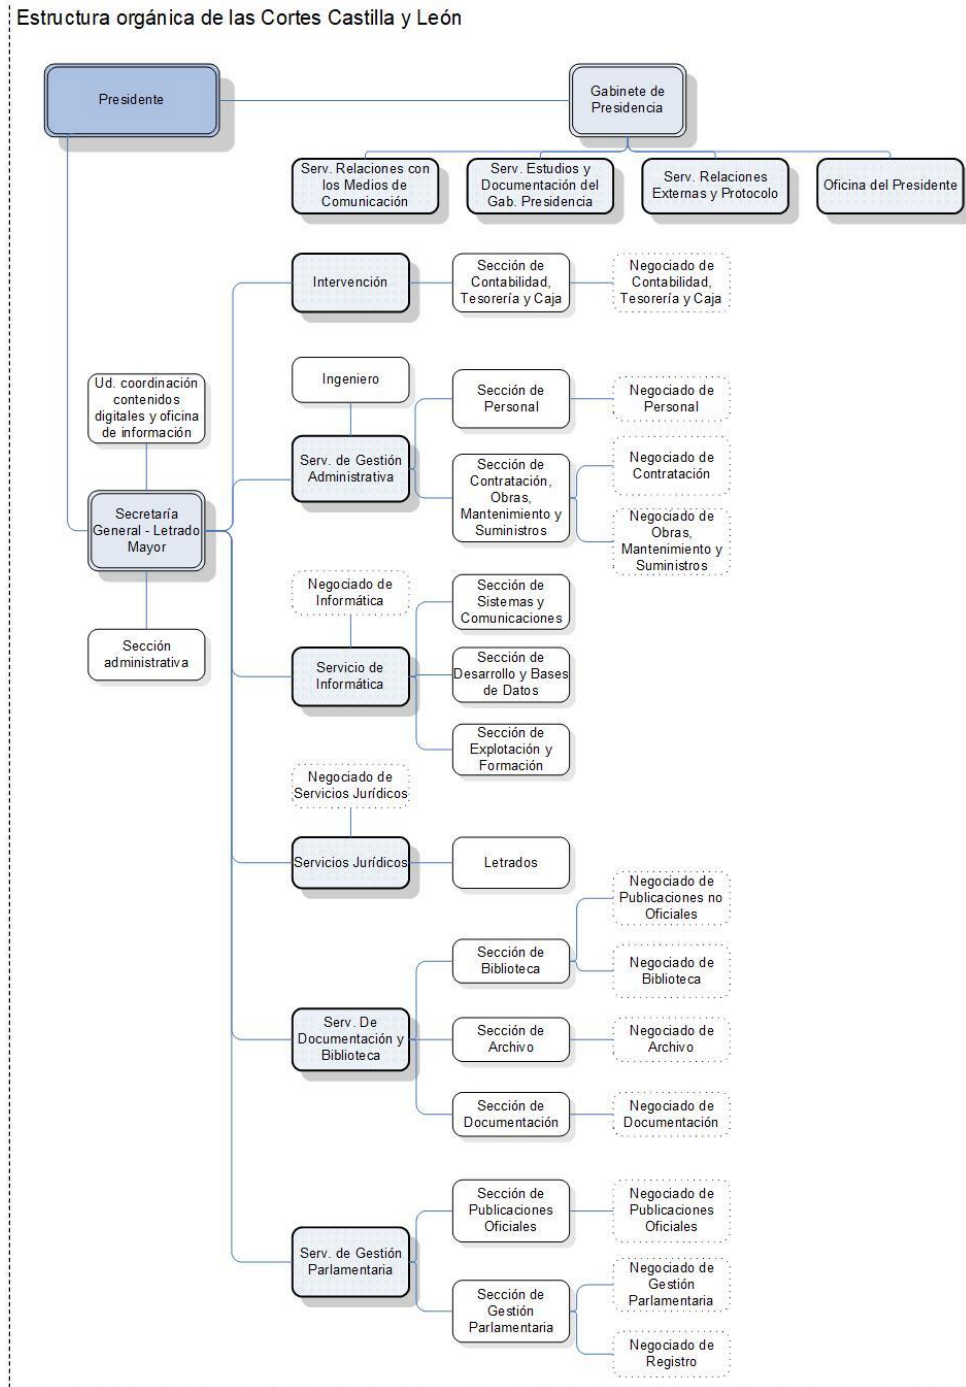 Estructura orgánica de las Cortes Castilla y León
Presidente
Gabinete de
Presidencia
Serv. Relaciones con
los Medios de
Comunicación
Serv. Estudios y
Documentación del
Gab. Presidencia
Serv. Relaciones
Externas y Protocolo
Oficina del Presidente
Intervención
Sección de
Contabilidad,
Tesorería y Caja
Negociado de
Contabilidad,
Tesorería y Caja
Ud. coordinación
contenidos
digitales y oficina
de información
Secretaría
General - Letrado
Mayor
Sección
administrativa
Ingeniero
Serv. de Gestión
Administrativa
Sección de
Personal
Negociado de
Personal
Sección de
Contratación,
Obras,
Mantenimiento y
Suministros
Negociado de
Contratación
Negociado de
Obras,
Mantenimiento y
Suministros
Negociado de
Informática
Servicio de
Informática
Sección de
Sistemas y
Comunicaciones
Sección de
Desarrollo y Bases
de Datos
Sección de
Explotación y
Formación
Negociado de
Servicios Jurídicos
Servicios Jurídicos
Letrados
Serv. De
Documentación y
Biblioteca
Sección de
Biblioteca
Negociado de
Publicaciones no
Oficiales
Negociado de
Biblioteca
Sección de
Archivo
Negociado de
Archivo
Sección de
Documentación
Negociado de
Documentación
Serv. de Gestión
Parlamentaria
Sección de
Publicaciones
Oficiales
Negociado de
Publicaciones
Oficiales
Sección de
Gestión
Parlamentaria
Negociado de
Gestión
Parlamentaria
Negociado de
Registro